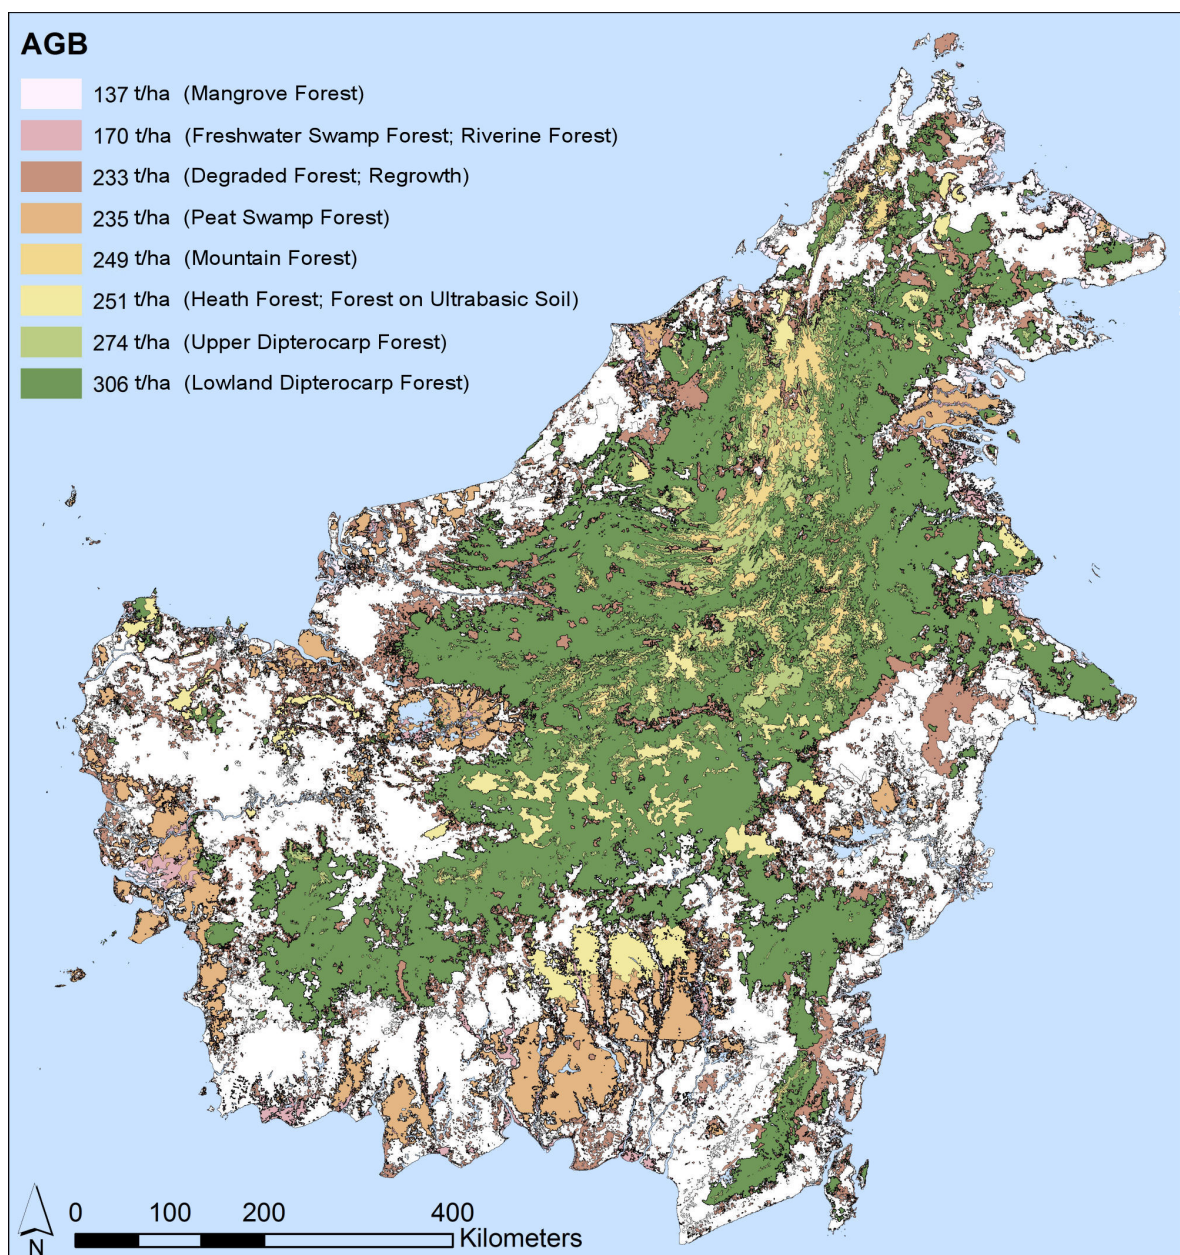 AGB
137 t/ha (Mangrove Forest)
170 t/ha (Freshwater Swamp Forest; Riverine Forest)
233 t/ha (Degraded Forest; Regrowth)
235 t/ha (Peat Swamp Forest)
249 t/ha (Mountain Forest)
251 t/ha (Heath Forest; Forest on Ultrabasic Soil)
274 t/ha (Upper Dipterocarp Forest)
306 t/ha (Lowland Dipterocarp Forest)
0 100 200 400
Kilometers
N